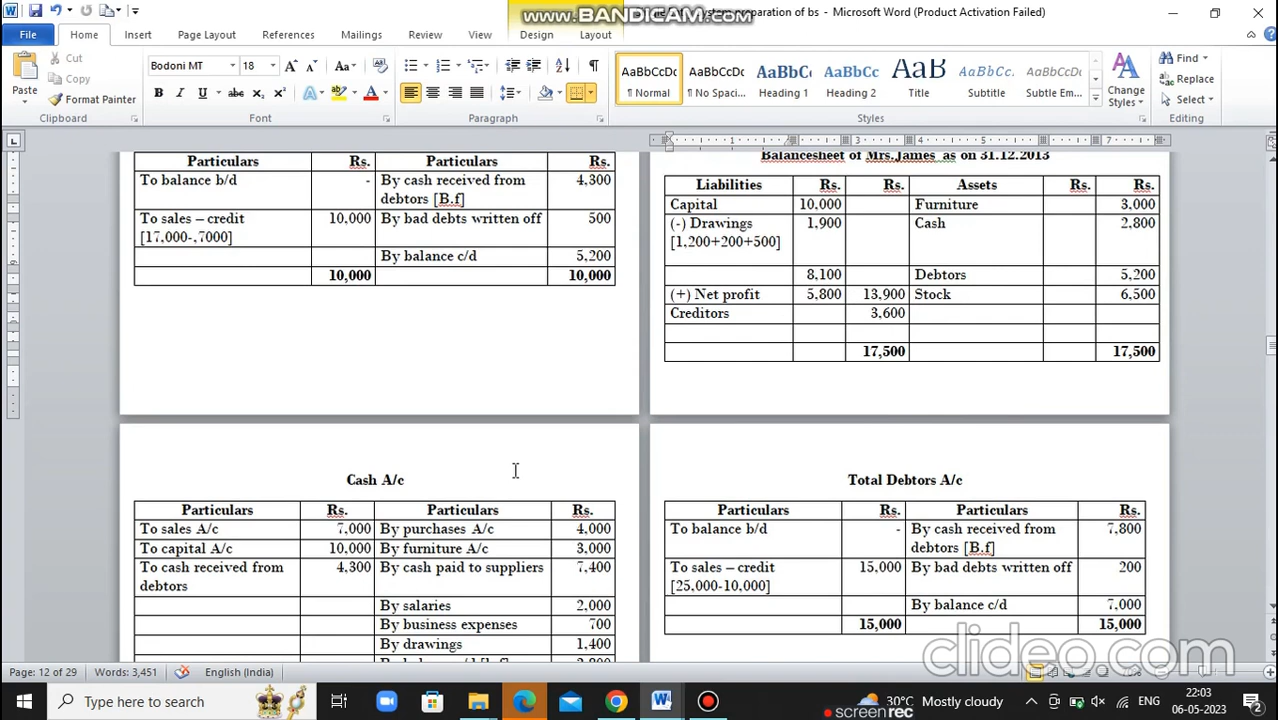 www.BANDICAM.com
preparation of bs - Microsoft Word (Product Activation Failed)
File Home Insert Page Layout References Mailings Review View Design Layout
Paste
Cut
Copy
Format Painter
Clipboard
Bodoni MT 18
Font
Paragraph
AaBbCcDc AaBbCcDc AaBbC AaBbCc AaB AaBbCcL AaBbCcDc
¶ Normal ¶ No Spaci... Heading 1 Heading 2 Title Subtitle Subtle Em...
Change
Styles
Styles
Find
Replace
Select
Editing
Particulars Rs. Particulars Rs.
To balance b/d - By cash received from debtors [B.f] 4,300
To sales – credit [17,000-,7000] 10,000 By bad debts written off 500
By balance c/d 5,200
10,000 10,000
Balancesheet of Mrs.James as on 31.12.2013
Liabilities Rs. Rs. Assets Rs. Rs.
Capital 10,000 Furniture 3,000
(-) Drawings [1,200+200+500] 1,900 Cash 2,800
8,100 Debtors 5,200
(+) Net profit 5,800 13,900 Stock 6,500
Creditors 3,600
17,500 17,500
Cash A/c
Particulars Rs. Particulars Rs.
To sales A/c 7,000 By purchases A/c 4,000
To capital A/c 10,000 By furniture A/c 3,000
To cash received from debtors 4,300 By cash paid to suppliers 7,400
By salaries 2,000
By business expenses 700
By drawings 1,400
Total Debtors A/c
Particulars Rs. Particulars Rs.
To balance b/d - By cash received from debtors [B.f] 7,800
To sales – credit [25,000-10,000] 15,000 By bad debts written off 200
By balance c/d 7,000
15,000 15,000
clideo.com
Page: 12 of 29 Words: 3,451 English (India)
Type here to search
30°C Mostly cloudy
ENG
22:03
06-05-2023
screen rec